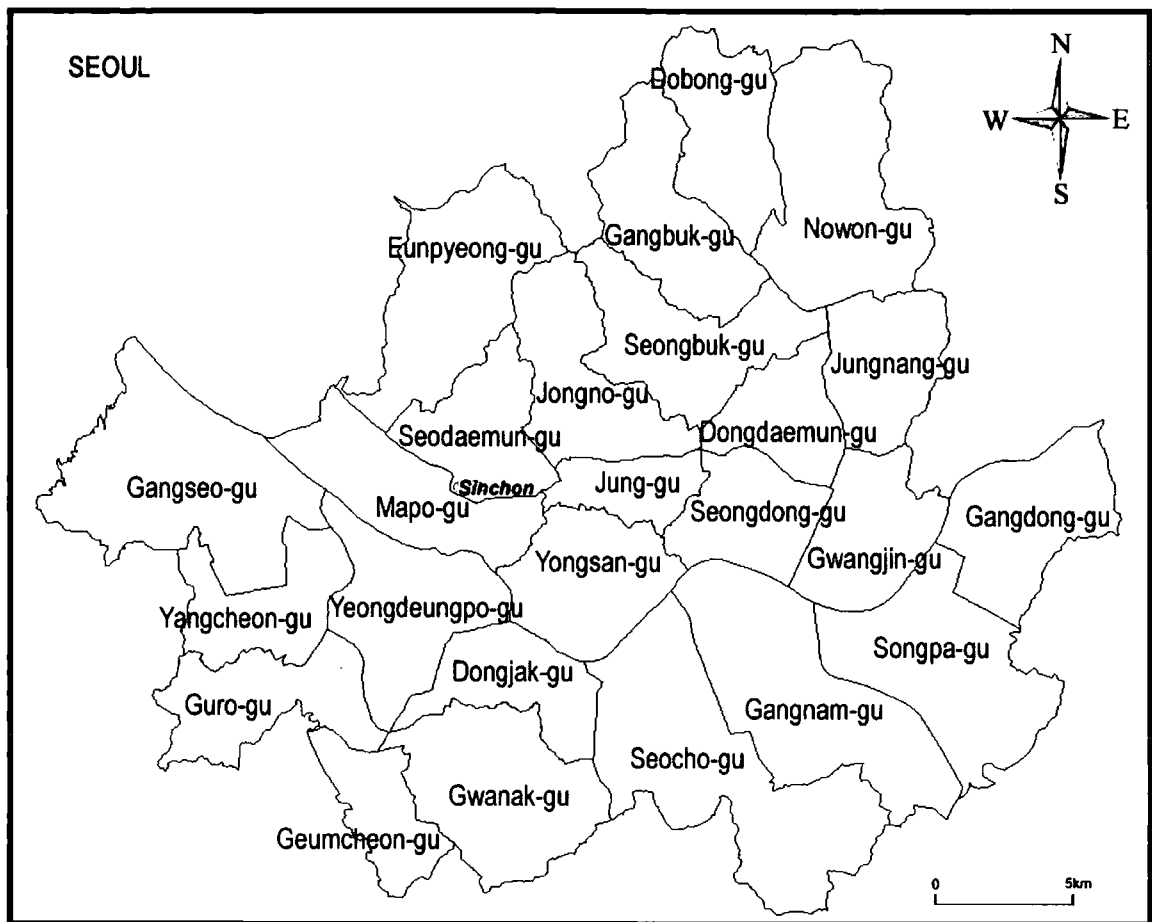 SEOUL
N
W E
S
Dobong-gu
Nowon-gu
Gangbuk-gu
Eunpyeong-gu
Seongbuk-gu
Jungnang-gu
Jongno-gu
Seodaemun-gu
Dongdaemun-gu
Gangseo-gu
Sinchon
Jung-gu
Mapo-gu
Seongdong-gu
Gangdong-gu
Yongsan-gu
Gwangjin-gu
Yangcheon-gu
Yeongdeungpo-gu
Songpa-gu
Dongjak-gu
Guro-gu
Gangnam-gu
Seocho-gu
Gwanak-gu
Geumcheon-gu
0 5km